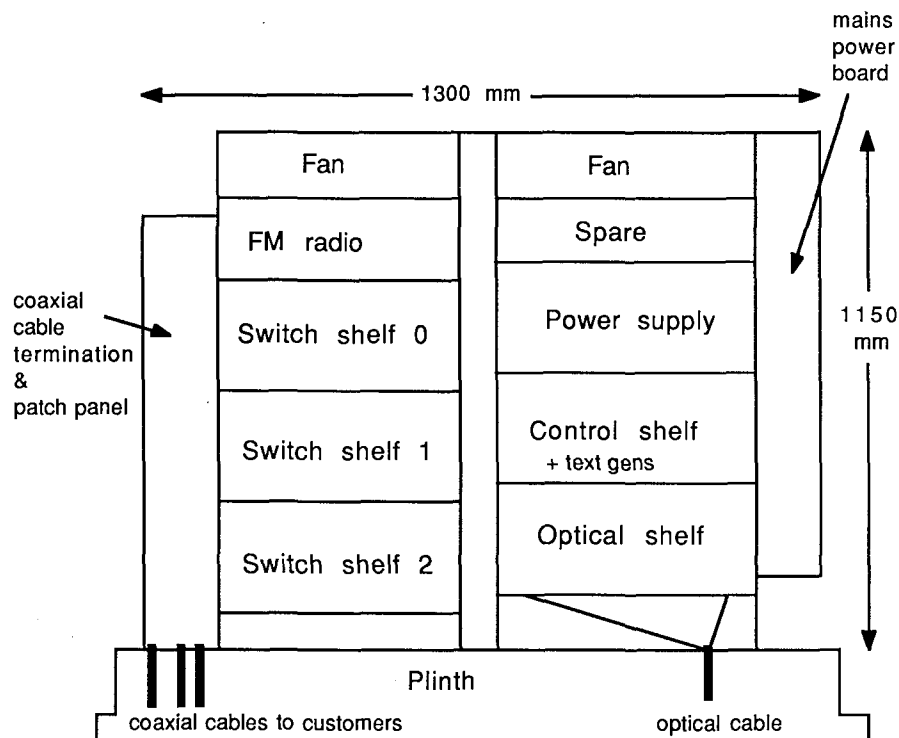 mains
power
board
1300 mm
Fan
Fan
FM radio
Spare
coaxial
cable
termination
&
patch panel
Switch shelf 0
Power supply
1150
mm
Switch shelf 1
Control shelf
+ text gens
Switch shelf 2
Optical shelf
Plinth
coaxial cables to customers
optical cable